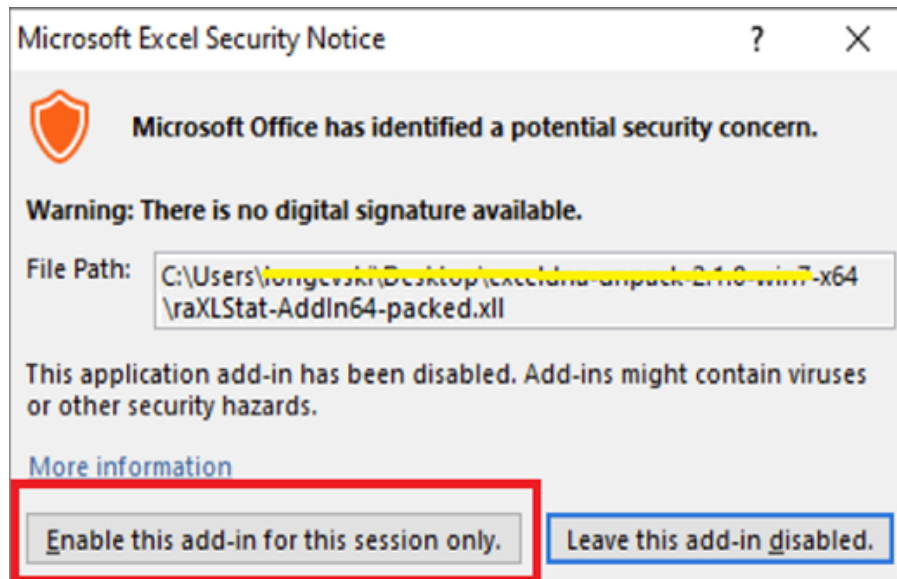 Microsoft Excel Security Notice
Microsoft Office has identified a potential security concern.
Warning: There is no digital signature available.
File Path: C:\Users\ -x64
\raXLStat-AddIn64-packed.xll
This application add-in has been disabled. Add-ins might contain viruses
or other security hazards.
More information
Enable this add-in for this session only. Leave this add-in disabled.